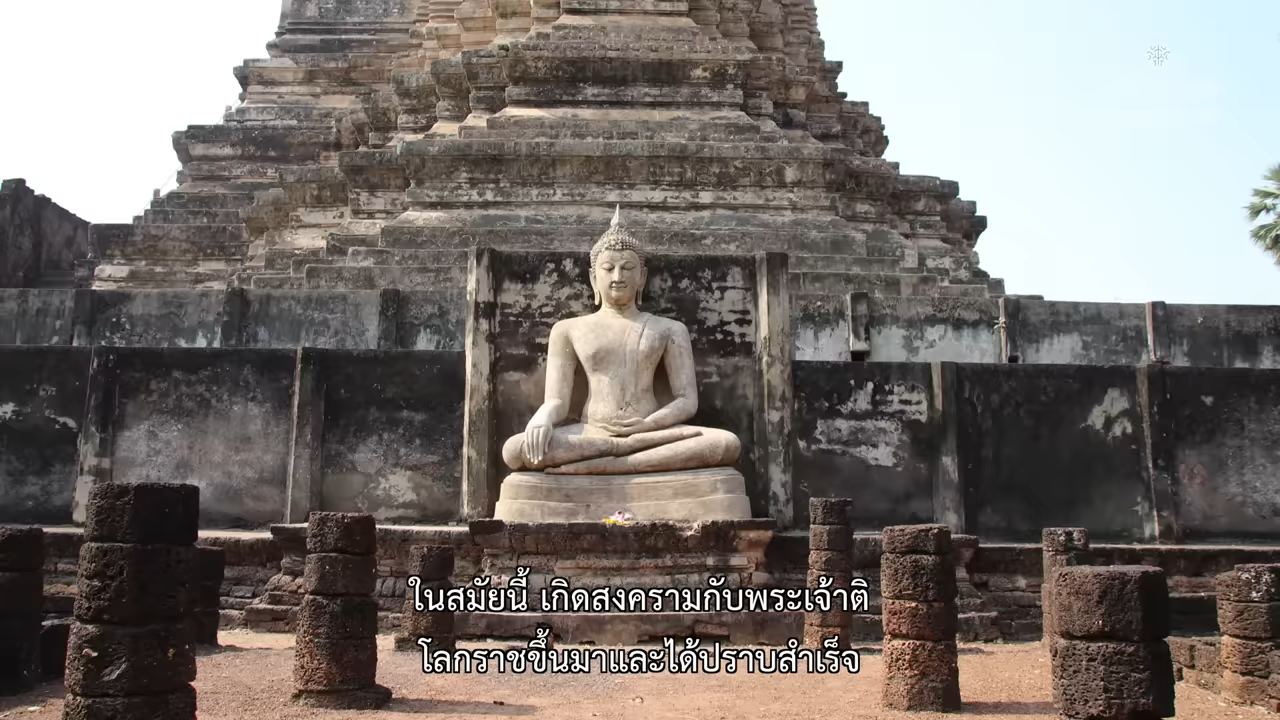 ในสมัยนี้ เกิดสงครามกับพระเจ้าติ
โลกราชขึ้นมาและได้ปราบสำเร็จ